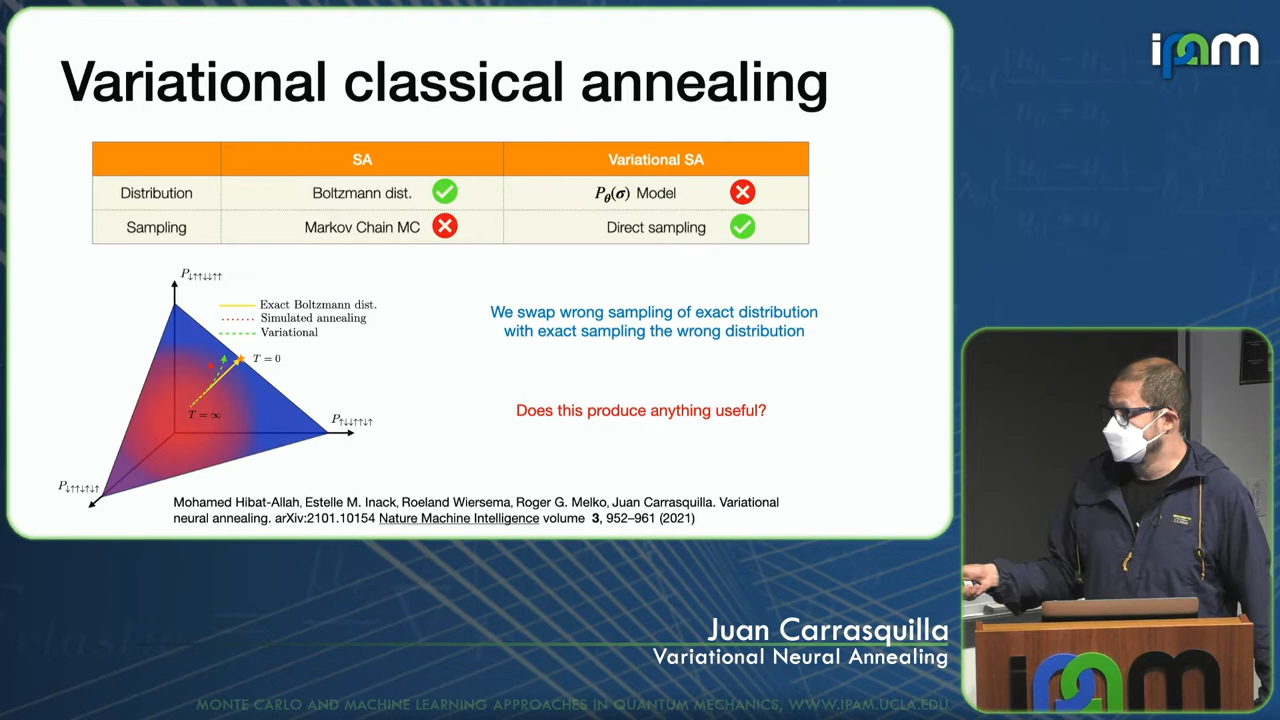 Variational classical annealing
ipam
SA
Variational SA
Distribution
Boltzmann dist.
Pθ(σ) Model
Sampling
Markov Chain MC
Direct sampling
P↓↑↑↓↓↑↑
Exact Boltzmann dist.
Simulated annealing
Variational
T = 0
T = ∞
P↑↓↓↑↑↓↑
P↓↑↑↑↓↑↓
We swap wrong sampling of exact distribution
with exact sampling the wrong distribution
Does this produce anything useful?
Mohamed Hibat-Allah, Estelle M. Inack, Roeland Wiersema, Roger G. Melko, Juan Carrasquilla. Variational
neural annealing. arXiv:2101.10154 Nature Machine Intelligence volume 3, 952–961 (2021)
Juan Carrasquilla
Variational Neural Annealing
ipam
MONTE CARLO AND MACHINE LEARNING APPROACHES IN QUANTUM MECHANICS, WWW.IPAM.UCLA.EDU